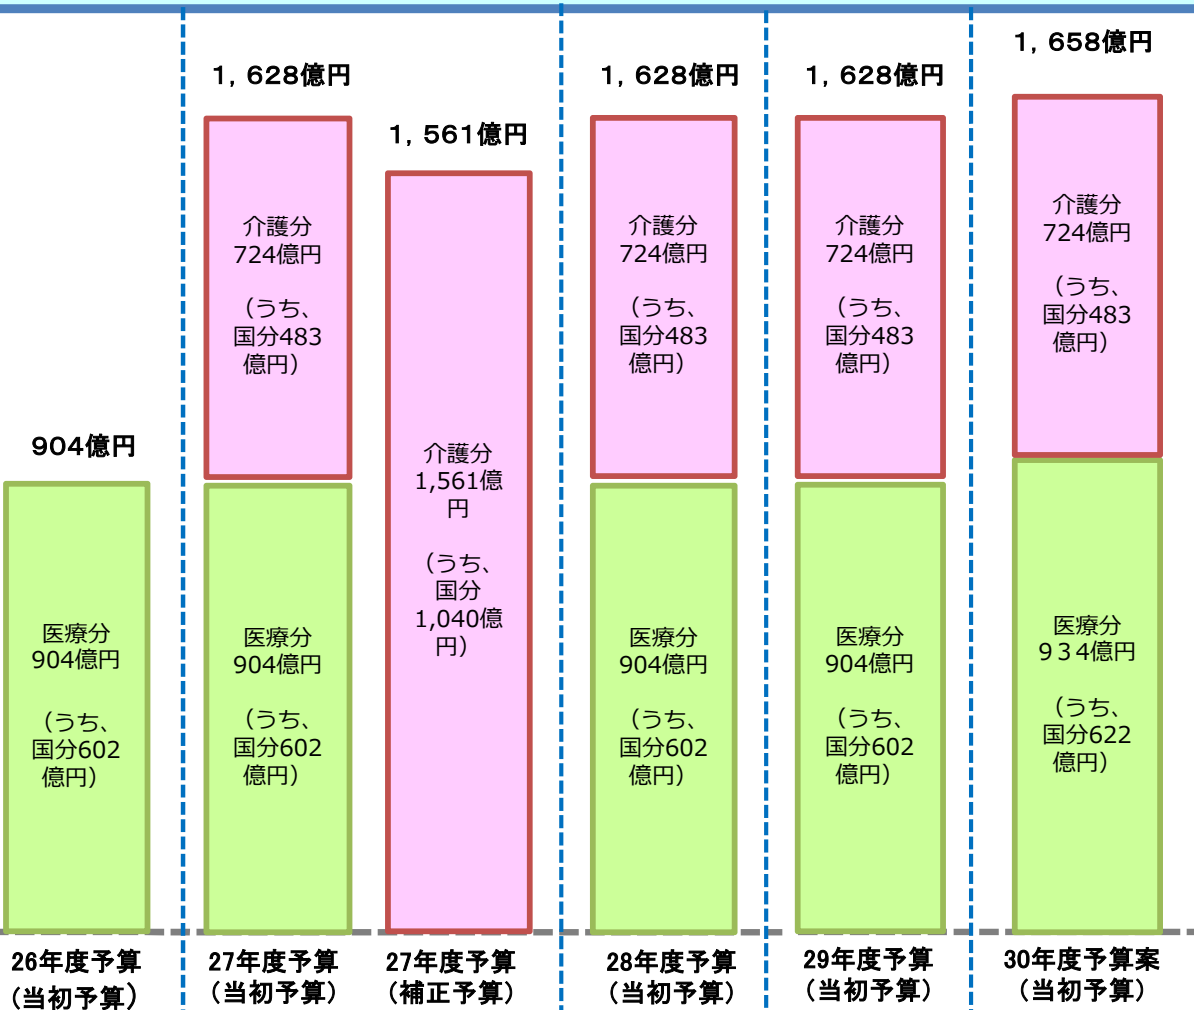 904億円
医療分
904億円
（うち、
国分602
億円）
26年度予算
（当初予算）
1，628億円
介護分
724億円
（うち、
国分483
億円）
医療分
904億円
（うち、
国分602
億円）
27年度予算
（当初予算）
1，561億円
介護分
1,561億
円
（うち、
国分
1,040億
円）
27年度予算
（補正予算）
1，628億円
介護分
724億円
（うち、
国分483
億円）
医療分
904億円
（うち、
国分602
億円）
28年度予算
（当初予算）
1，628億円
介護分
724億円
（うち、
国分483
億円）
医療分
904億円
（うち、
国分602
億円）
29年度予算
（当初予算）
1，658億円
介護分
724億円
（うち、
国分483
億円）
医療分
９３4億円
（うち、
国分622
億円）
30年度予算案
（当初予算）